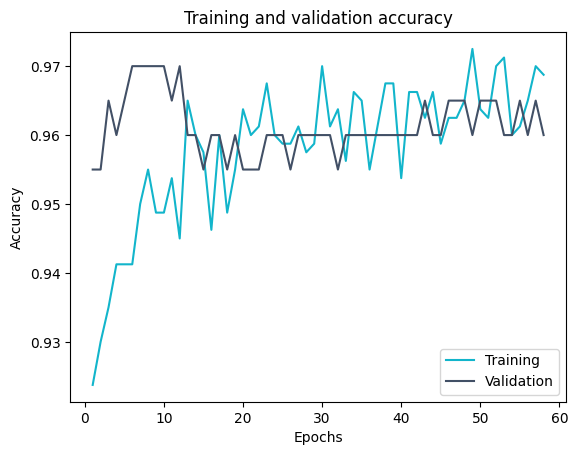 Training and validation accuracy
Accuracy
0.97
0.96
0.95
0.94
0.93
0 10 20 30 40 50 60
Epochs
Training
Validation